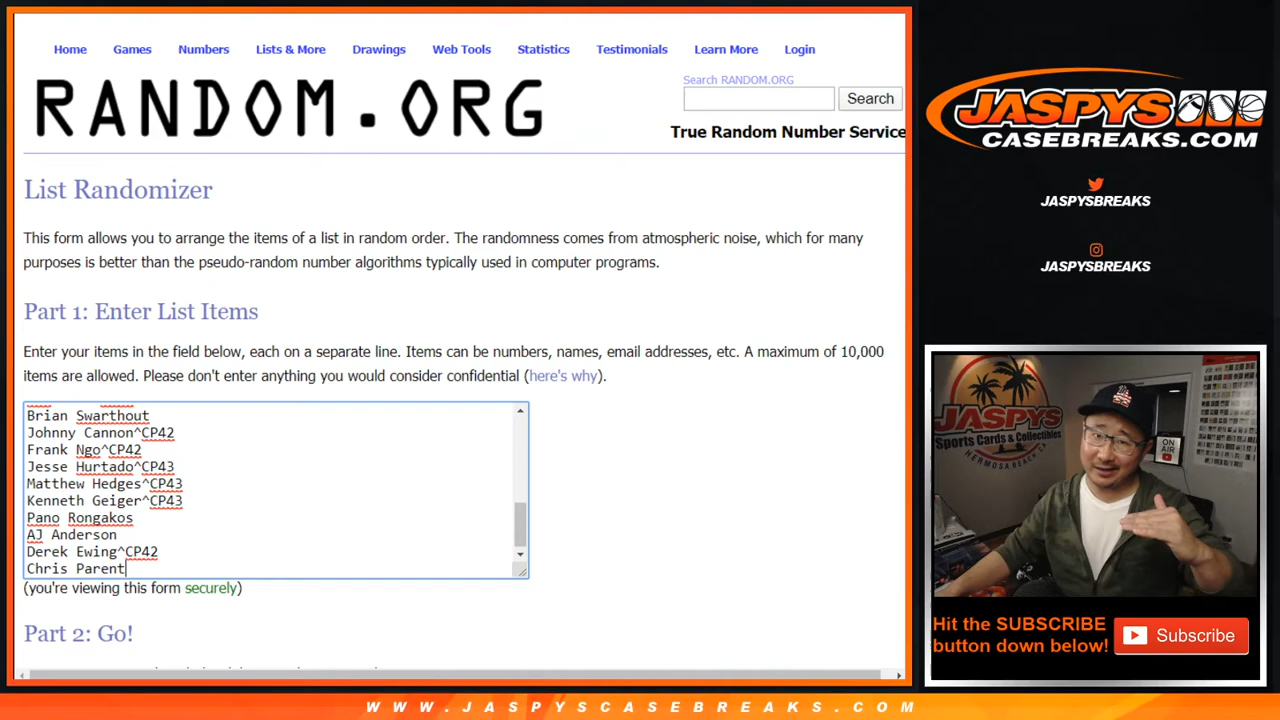 Home Games Numbers Lists & More Drawings Web Tools Statistics Testimonials Learn More Login
RANDOM.ORG
Search RANDOM.ORG
Search
True Random Number Service
List Randomizer
This form allows you to arrange the items of a list in random order. The randomness comes from atmospheric noise, which for many
purposes is better than the pseudo-random number algorithms typically used in computer programs.
Part 1: Enter List Items
Enter your items in the field below, each on a separate line. Items can be numbers, names, email addresses, etc. A maximum of 10,000
items are allowed. Please don't enter anything you would consider confidential (here's why).
Brian Swarthout
Johnny Cannon^CP42
Frank Ngo^CP42
Jesse Hurtado^CP43
Matthew Hedges^CP43
Kenneth Geiger^CP43
Pano Rongakos
AJ Anderson
Derek Ewing^CP42
Chris Parent
(you're viewing this form securely)
Part 2: Go!
JASPYS
CASEBREAKS.COM
JASPYSBREAKS
JASPYSBREAKS
JASPYS
Sports Cards & Collectibles
HERMOSA BEACH CA
ON
AIR
Hit the SUBSCRIBE
button down below!
Subscribe
WWW.JASPYSCASEBREAKS.COM